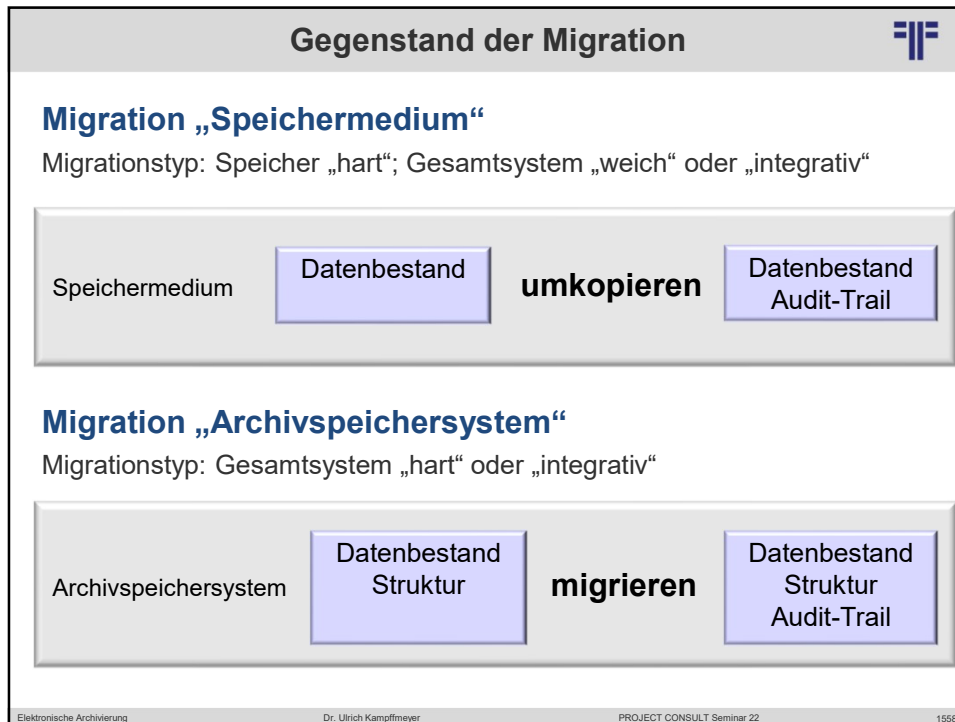 Gegenstand der Migration
Migration „Speichermedium“
Migrationstyp: Speicher „hart“; Gesamtsystem „weich“ oder „integrativ“
Speichermedium
Datenbestand
umkopieren
Datenbestand
Audit-Trail
Migration „Archivspeichersystem“
Migrationstyp: Gesamtsystem „hart“ oder „integrativ“
Archivspeichersystem
Datenbestand
Struktur
migrieren
Datenbestand
Struktur
Audit-Trail
Elektronische Archivierung Dr. Ulrich Kampffmeyer PROJECT CONSULT Seminar 22 1558